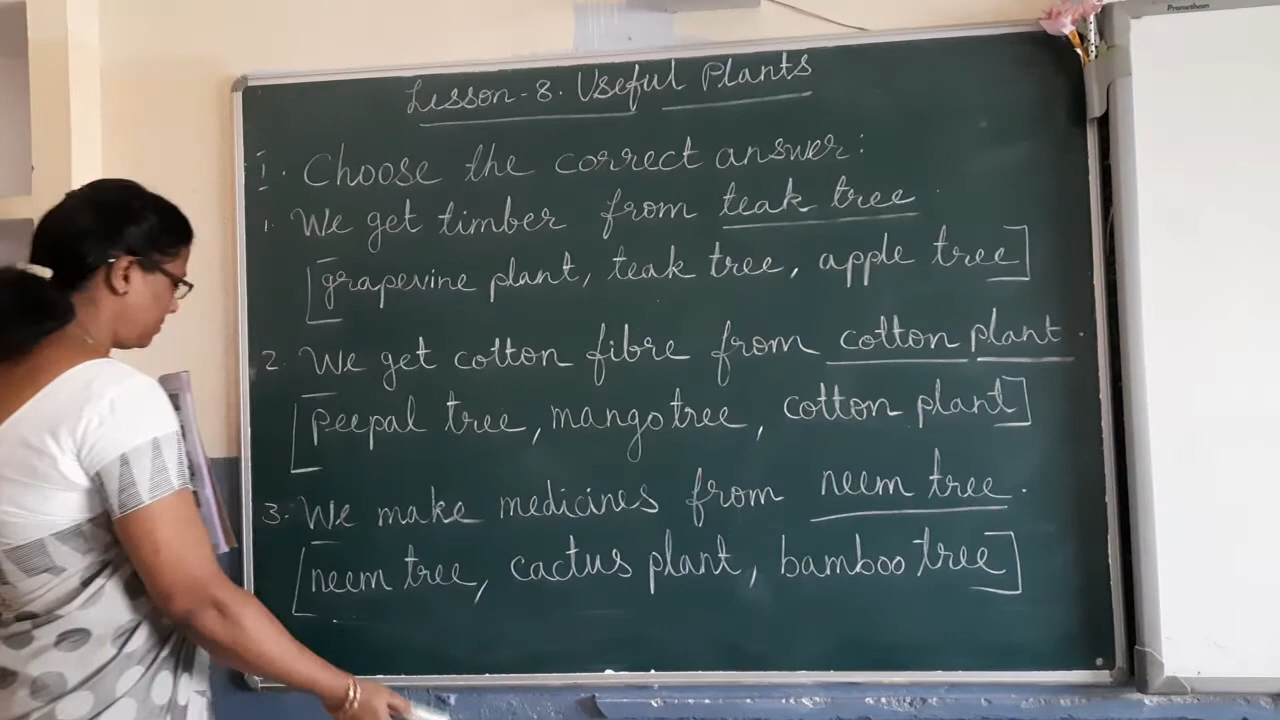 Promethean
Lesson-8. Useful Plants
I. Choose the correct answer:
1. We get timber from teak tree.
[grapevine plant, teak tree, apple tree]
2. We get cotton fibre from cotton plant.
[peepal tree, mango tree, cotton plant]
3. We make medicines from neem tree.
[neem tree, cactus plant, bamboo tree]